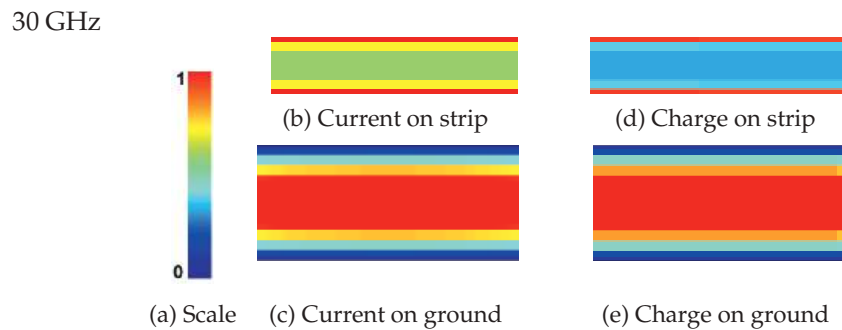 30 GHz
1
0
(b) Current on strip
(d) Charge on strip
(a) Scale
(c) Current on ground
(e) Charge on ground